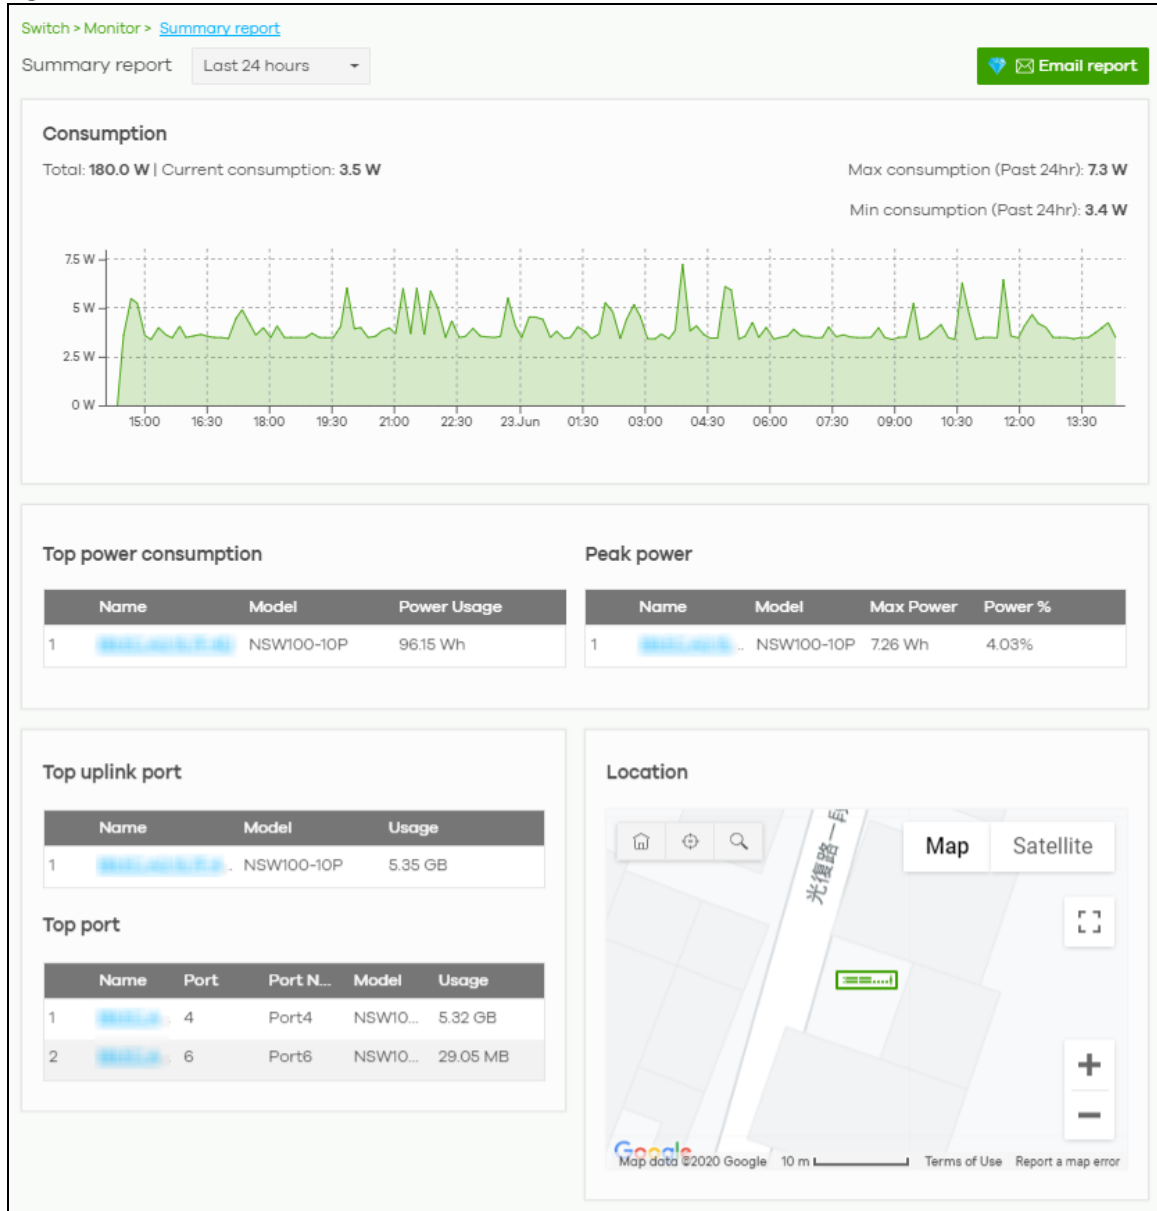 Switch > Monitor > Summary report
Summary report Last 24 hours
Email report
Consumption
Total: 180.0 W | Current consumption: 3.5 W
Max consumption (Past 24hr): 7.3 W
Min consumption (Past 24hr): 3.4 W
7.5 W
5 W
2.5 W
0 W
15:00 16:30 18:00 19:30 21:00 22:30 23.Jun 01:30 03:00 04:30 06:00 07:30 09:00 10:30 12:00 13:30
Top power consumption
Name Model Power Usage
1 NSW100-10P 96.15 Wh
Peak power
Name Model Max Power Power %
1 .. NSW100-10P 7.26 Wh 4.03%
Top uplink port
Name Model Usage
1 . NSW100-10P 5.35 GB
Top port
Name Port Port N... Model Usage
1 4 Port4 NSW10... 5.32 GB
2 6 Port6 NSW10... 29.05 MB
Location
Map Satellite
光復路一段
Google
Map data ©2020 Google 10 m Terms of Use Report a map error